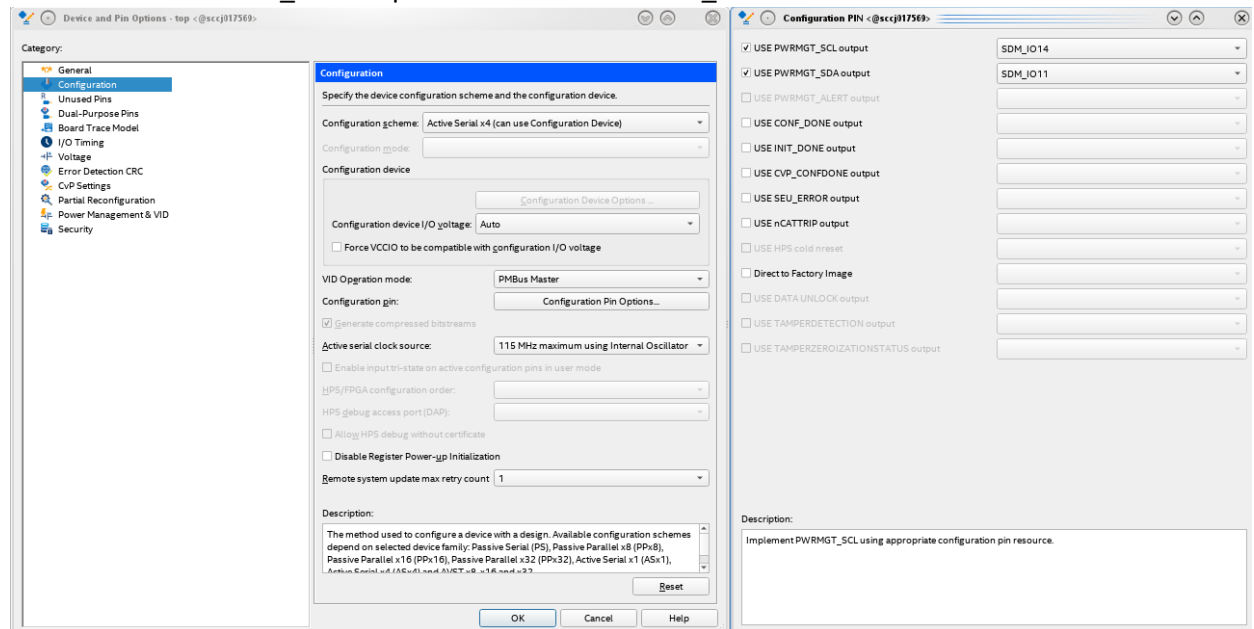 Device and Pin Options - top <@sccj017569>
Category:
General
Configuration
Unused Pins
Dual-Purpose Pins
Board Trace Model
I/O Timing
Voltage
Error Detection CRC
CvP Settings
Partial Reconfiguration
Power Management & VID
Security
Configuration
Specify the device configuration scheme and the configuration device.
Configuration scheme: Active Serial x4 (can use Configuration Device)
Configuration mode:
Configuration device
Configuration Device Options ...
Configuration device I/O voltage: Auto
Force VCCIO to be compatible with configuration I/O voltage
VID Operation mode: PMBus Master
Configuration pin: Configuration Pin Options...
Generate compressed bitstreams
Active serial clock source: 115 MHz maximum using Internal Oscillator
Enable input tri-state on active configuration pins in user mode
HPS/FPGA configuration order:
HPS debug access port (DAP):
Allow HPS debug without certificate
Disable Register Power-up Initialization
Remote system update max retry count 1
Description:
The method used to configure a device with a design. Available configuration schemes
depend on selected device family: Passive Serial (PS), Passive Parallel x8 (PPx8),
Passive Parallel x16 (PPx16), Passive Parallel x32 (PPx32), Active Serial x1 (ASx1),
Active Serial x4 (ASx4) and AVST x8, x16 and x32
Reset
OK Cancel Help
Configuration PIN <@sccj017569>
USE PWRMGT_SCL output SDM_IO14
USE PWRMGT_SDA output SDM_IO11
USE PWRMGT_ALERT output
USE CONF_DONE output
USE INIT_DONE output
USE CVP_CONFDONE output
USE SEU_ERROR output
USE nCATTRIP output
USE HPS cold nreset
Direct to Factory Image
USE DATA UNLOCK output
USE TAMPERDETECTION output
USE TAMPERZEROIZATIONSTATUS output
Description:
Implement PWRMGT_SCL using appropriate configuration pin resource.